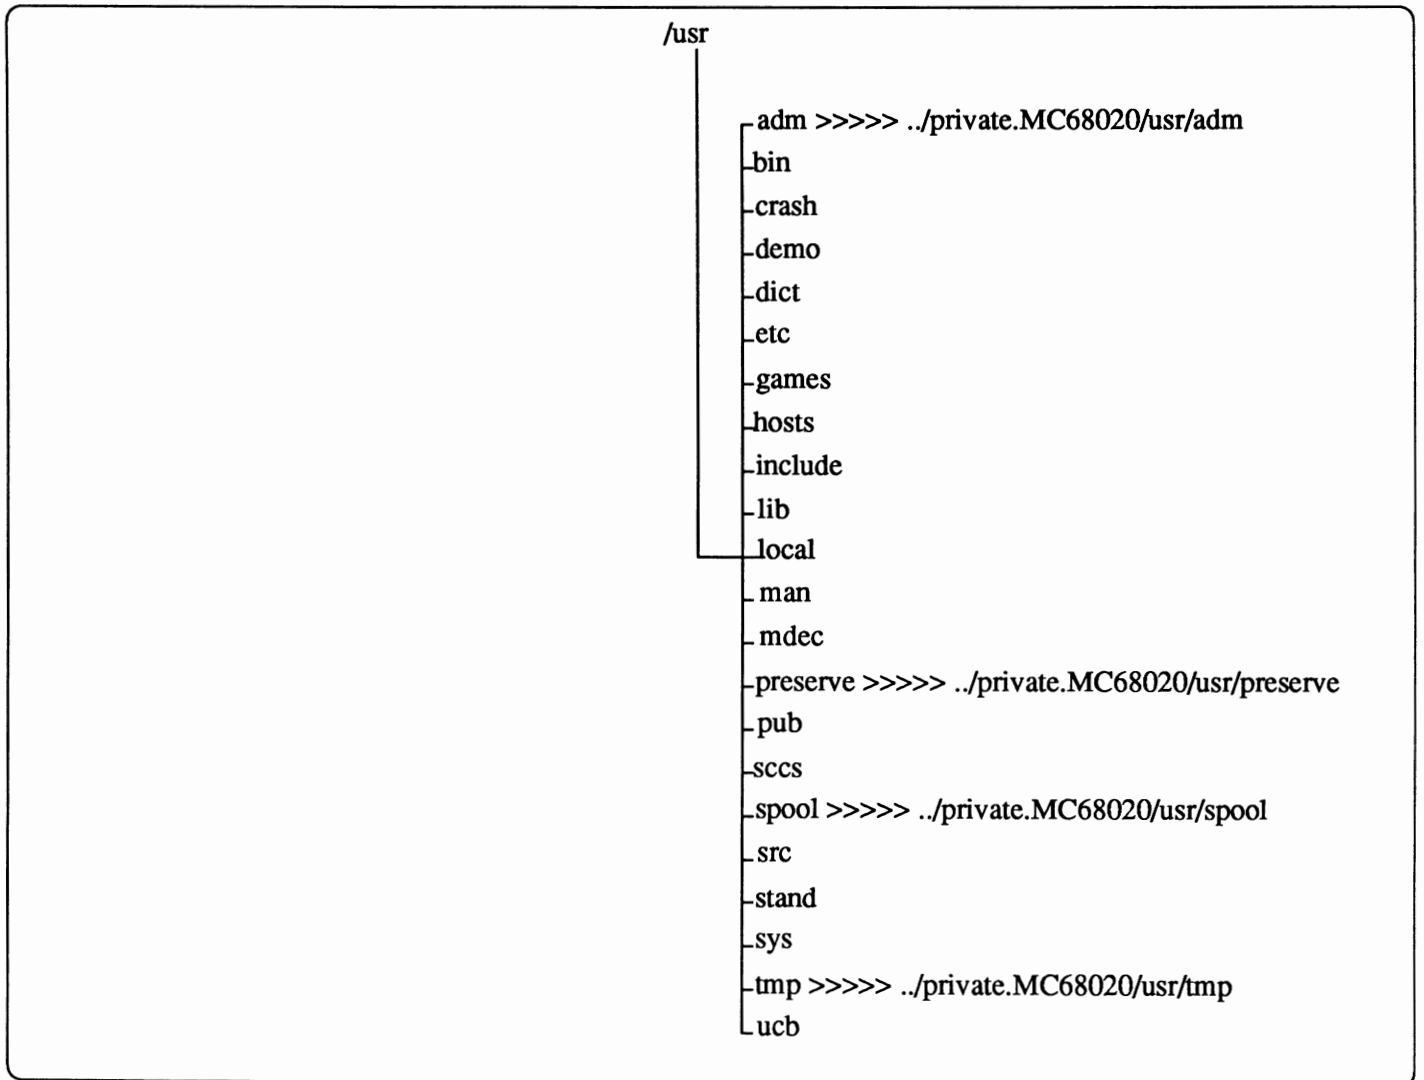 /usr
adm >>>>> ../private.MC68020/usr/adm
bin
crash
demo
dict
etc
games
hosts
include
lib
local
man
mdec
preserve >>>>> ../private.MC68020/usr/preserve
pub
sccs
spool >>>>> ../private.MC68020/usr/spool
src
stand
sys
tmp >>>>> ../private.MC68020/usr/tmp
ucb